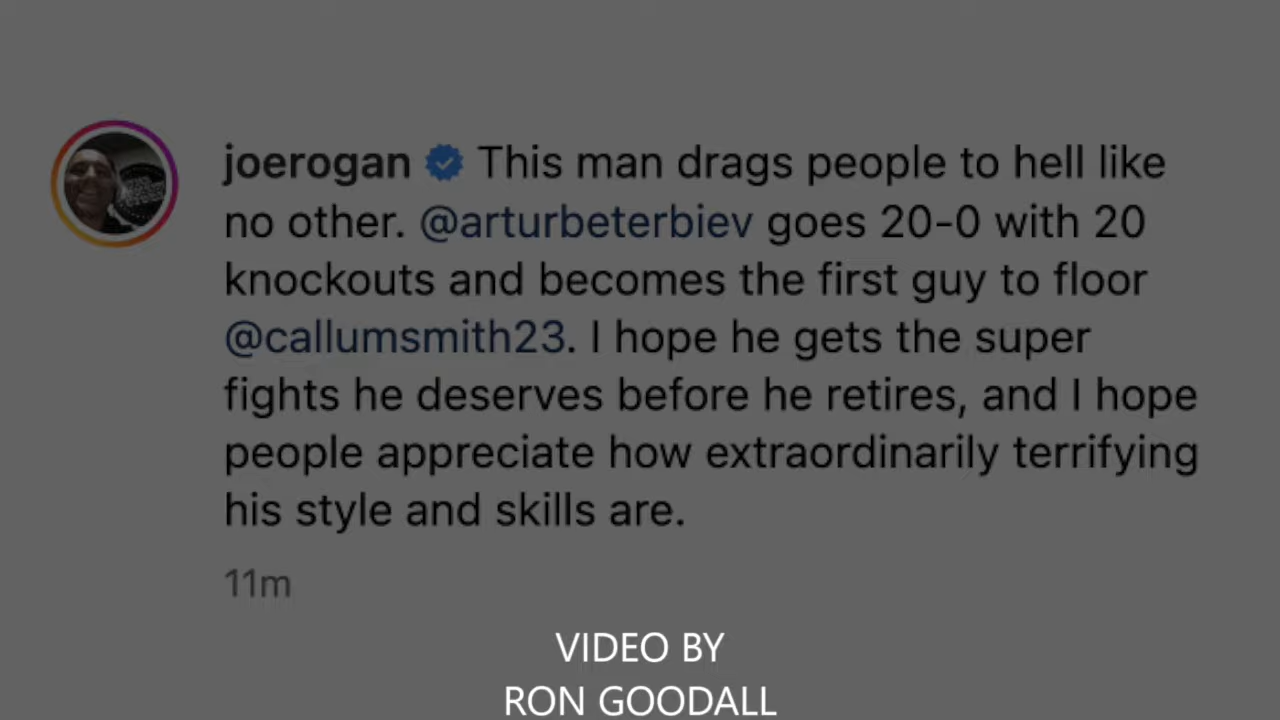 joerogan This man drags people to hell like
no other. @arturbeterbiev goes 20-0 with 20
knockouts and becomes the first guy to floor
@callumsmith23. I hope he gets the super
fights he deserves before he retires, and I hope
people appreciate how extraordinarily terrifying
his style and skills are.
11m
VIDEO BY
RON GOODALL